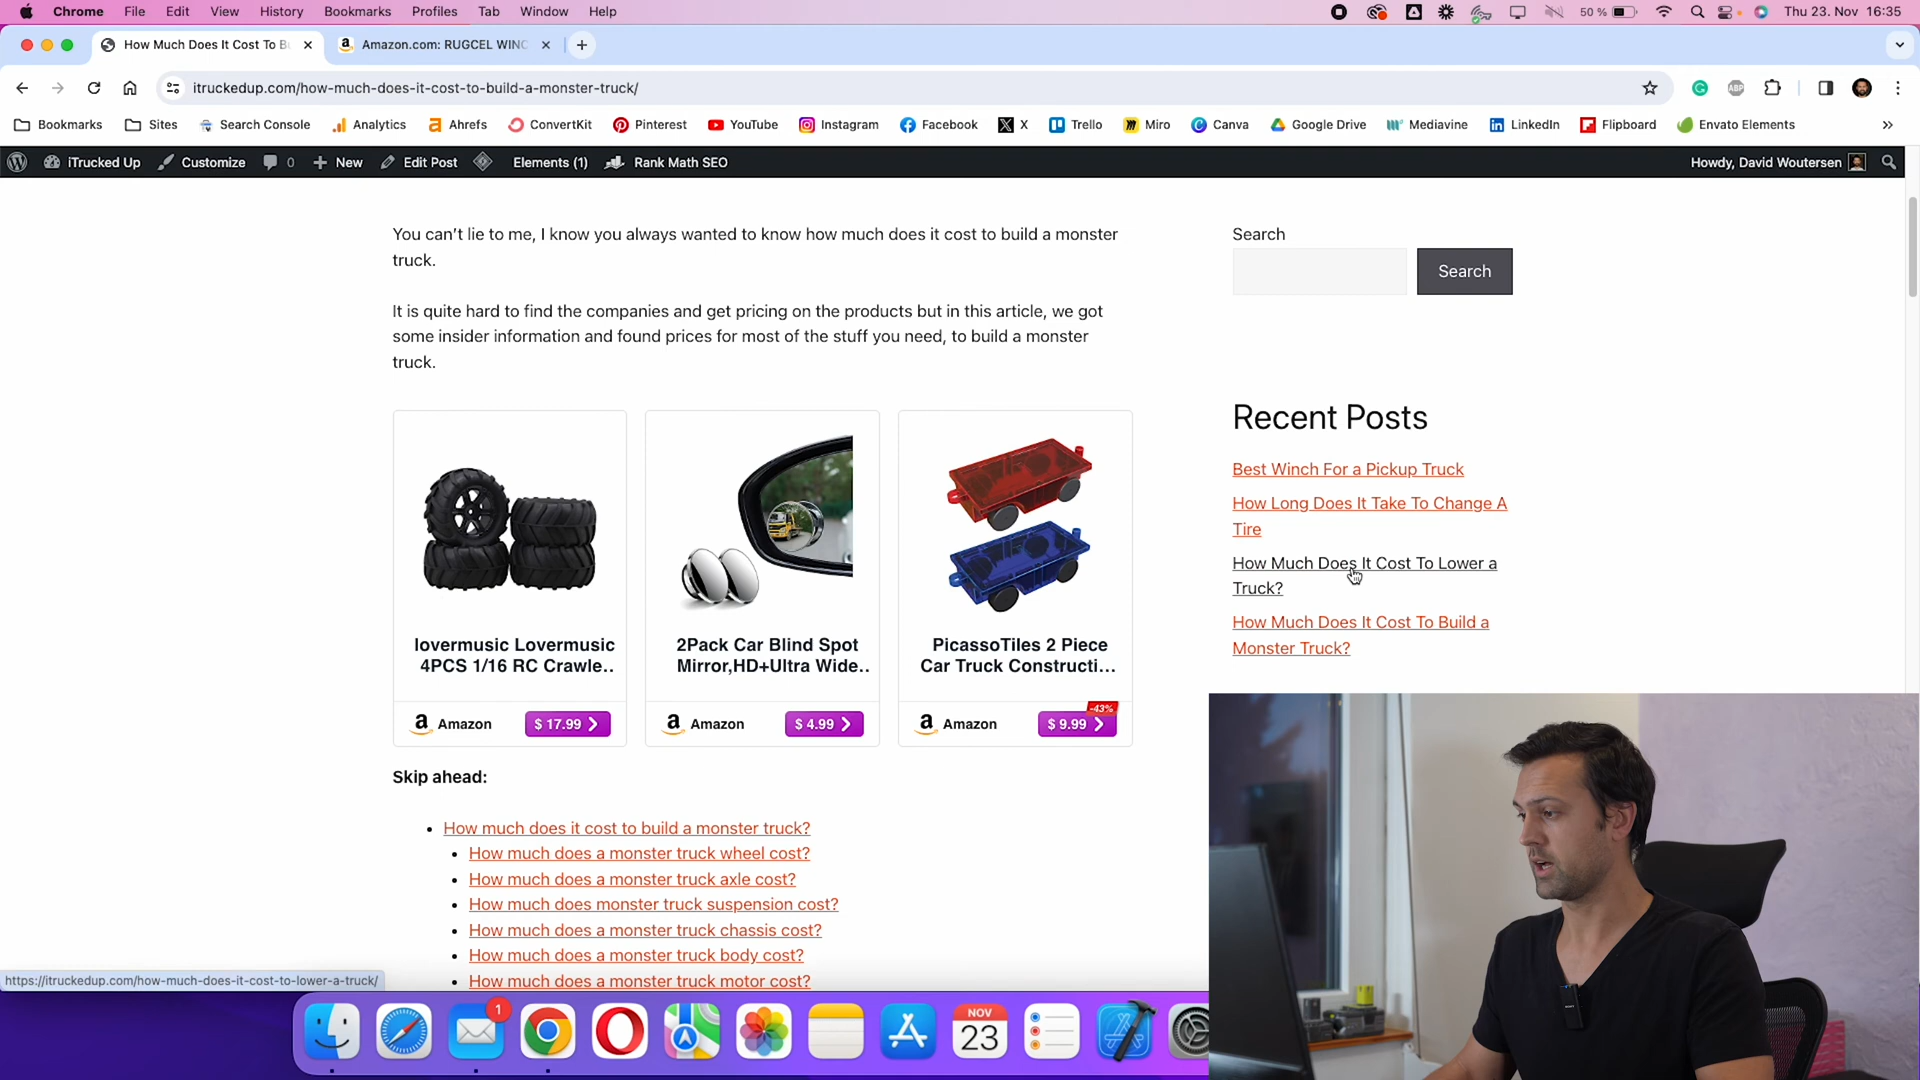 Chrome File Edit View History Bookmarks Profiles Tab Window Help 50 % Thu 23. Nov 16:35
How Much Does It Cost To B
Amazon.com: RUGCEL WINC
itruckedup.com/how-much-does-it-cost-to-build-a-monster-truck/
ABP
Bookmarks Sites Search Console Analytics Ahrefs ConvertKit Pinterest YouTube Instagram Facebook X Trello Miro Canva Google Drive Mediavine LinkedIn Flipboard Envato Elements »
iTrucked Up Customize 0 New Edit Post Elements (1) Rank Math SEO Howdy, David Woutersen
You can’t lie to me, I know you always wanted to know how much does it cost to build a monster
truck.
It is quite hard to find the companies and get pricing on the products but in this article, we got
some insider information and found prices for most of the stuff you need, to build a monster
truck.
lovermusic Lovermusic
4PCS 1/16 RC Crawle..
Amazon $ 17.99
2Pack Car Blind Spot
Mirror,HD+Ultra Wide..
Amazon $ 4.99
PicassoTiles 2 Piece
Car Truck Constructi...
-43%
Amazon $ 9.99
Skip ahead:
How much does it cost to build a monster truck?
How much does a monster truck wheel cost?
How much does a monster truck axle cost?
How much does monster truck suspension cost?
How much does a monster truck chassis cost?
How much does a monster truck body cost?
How much does a monster truck motor cost?
Search
Search
Recent Posts
Best Winch For a Pickup Truck
How Long Does It Take To Change A
Tire
How Much Does It Cost To Lower a
Truck?
How Much Does It Cost To Build a
Monster Truck?
https://itruckedup.com/how-much-does-it-cost-to-lower-a-truck/
1
NOV
23